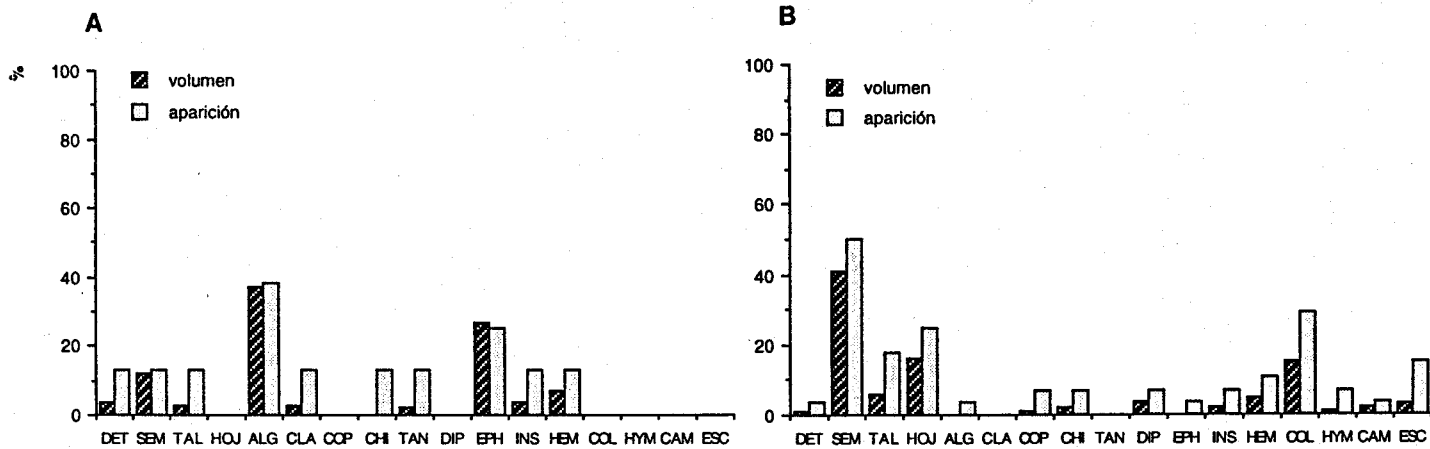 A
%
100
80
60
40
20
0
volumen
aparición
DET SEM TAL HOJ ALG CLA COP CHI TAN DIP EPH INS HEM COL HYM CAM ESC
B
100
80
60
40
20
0
volumen
aparición
DET SEM TAL HOJ ALG CLA COP CHI TAN DIP EPH INS HEM COL HYM CAM ESC